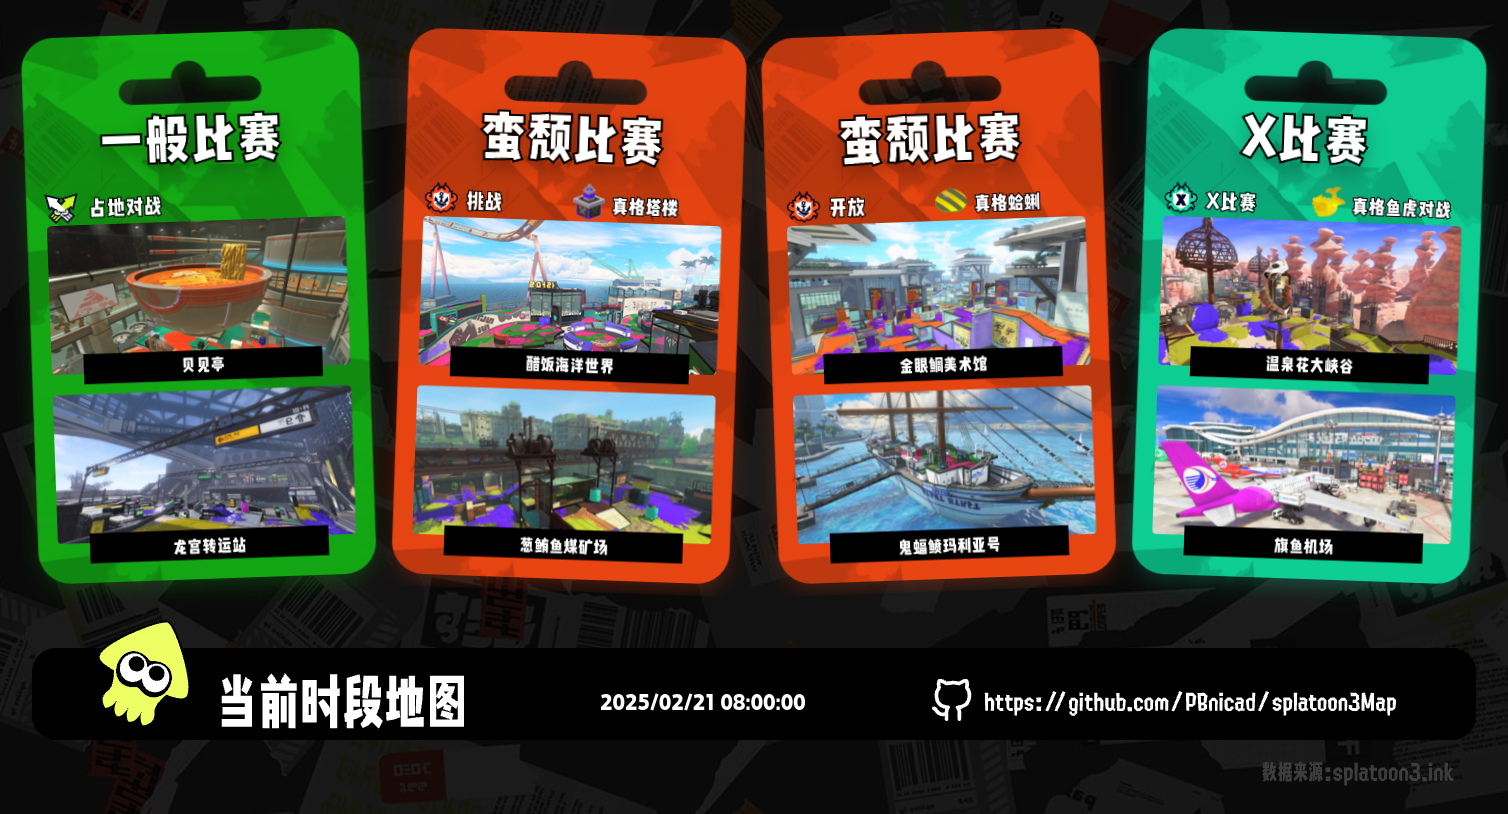 一般比赛
占地对战
贝贝亭
龙宫转运站
蛮颓比赛
挑战
真格塔楼
醋饭海洋世界
葱鲔鱼煤矿场
蛮颓比赛
开放
真格蛤蜊
金眼鲷美术馆
鬼蝠鲼玛利亚号
X比赛
X比赛
真格鱼虎对战
温泉花大峡谷
旗鱼机场
当前时段地图
2025/02/21 08:00:00
https://github.com/PBnicad/splatoon3Map
数据来源:splatoon3.ink